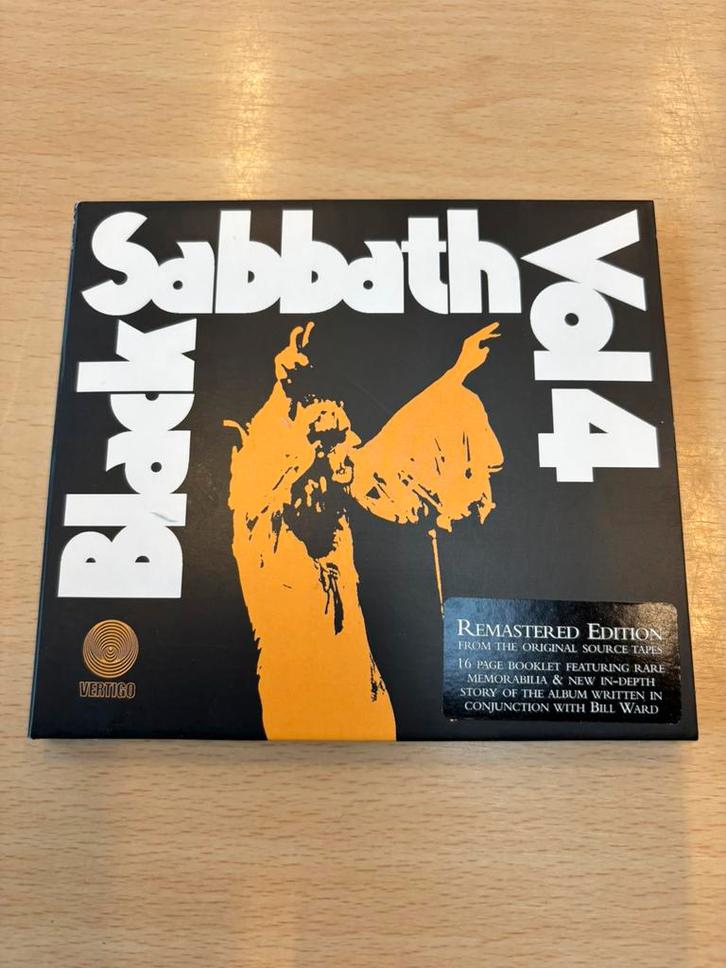 Black
Sabbath
Vol 4
VERTIGO
REMASTERED EDITION
FROM THE ORIGINAL SOURCE TAPES
16 PAGE BOOKLET FEATURING RARE
MEMORABILIA & NEW IN-DEPTH
STORY OF THE ALBUM WRITTEN IN
CONJUNCTION WITH BILL WARD